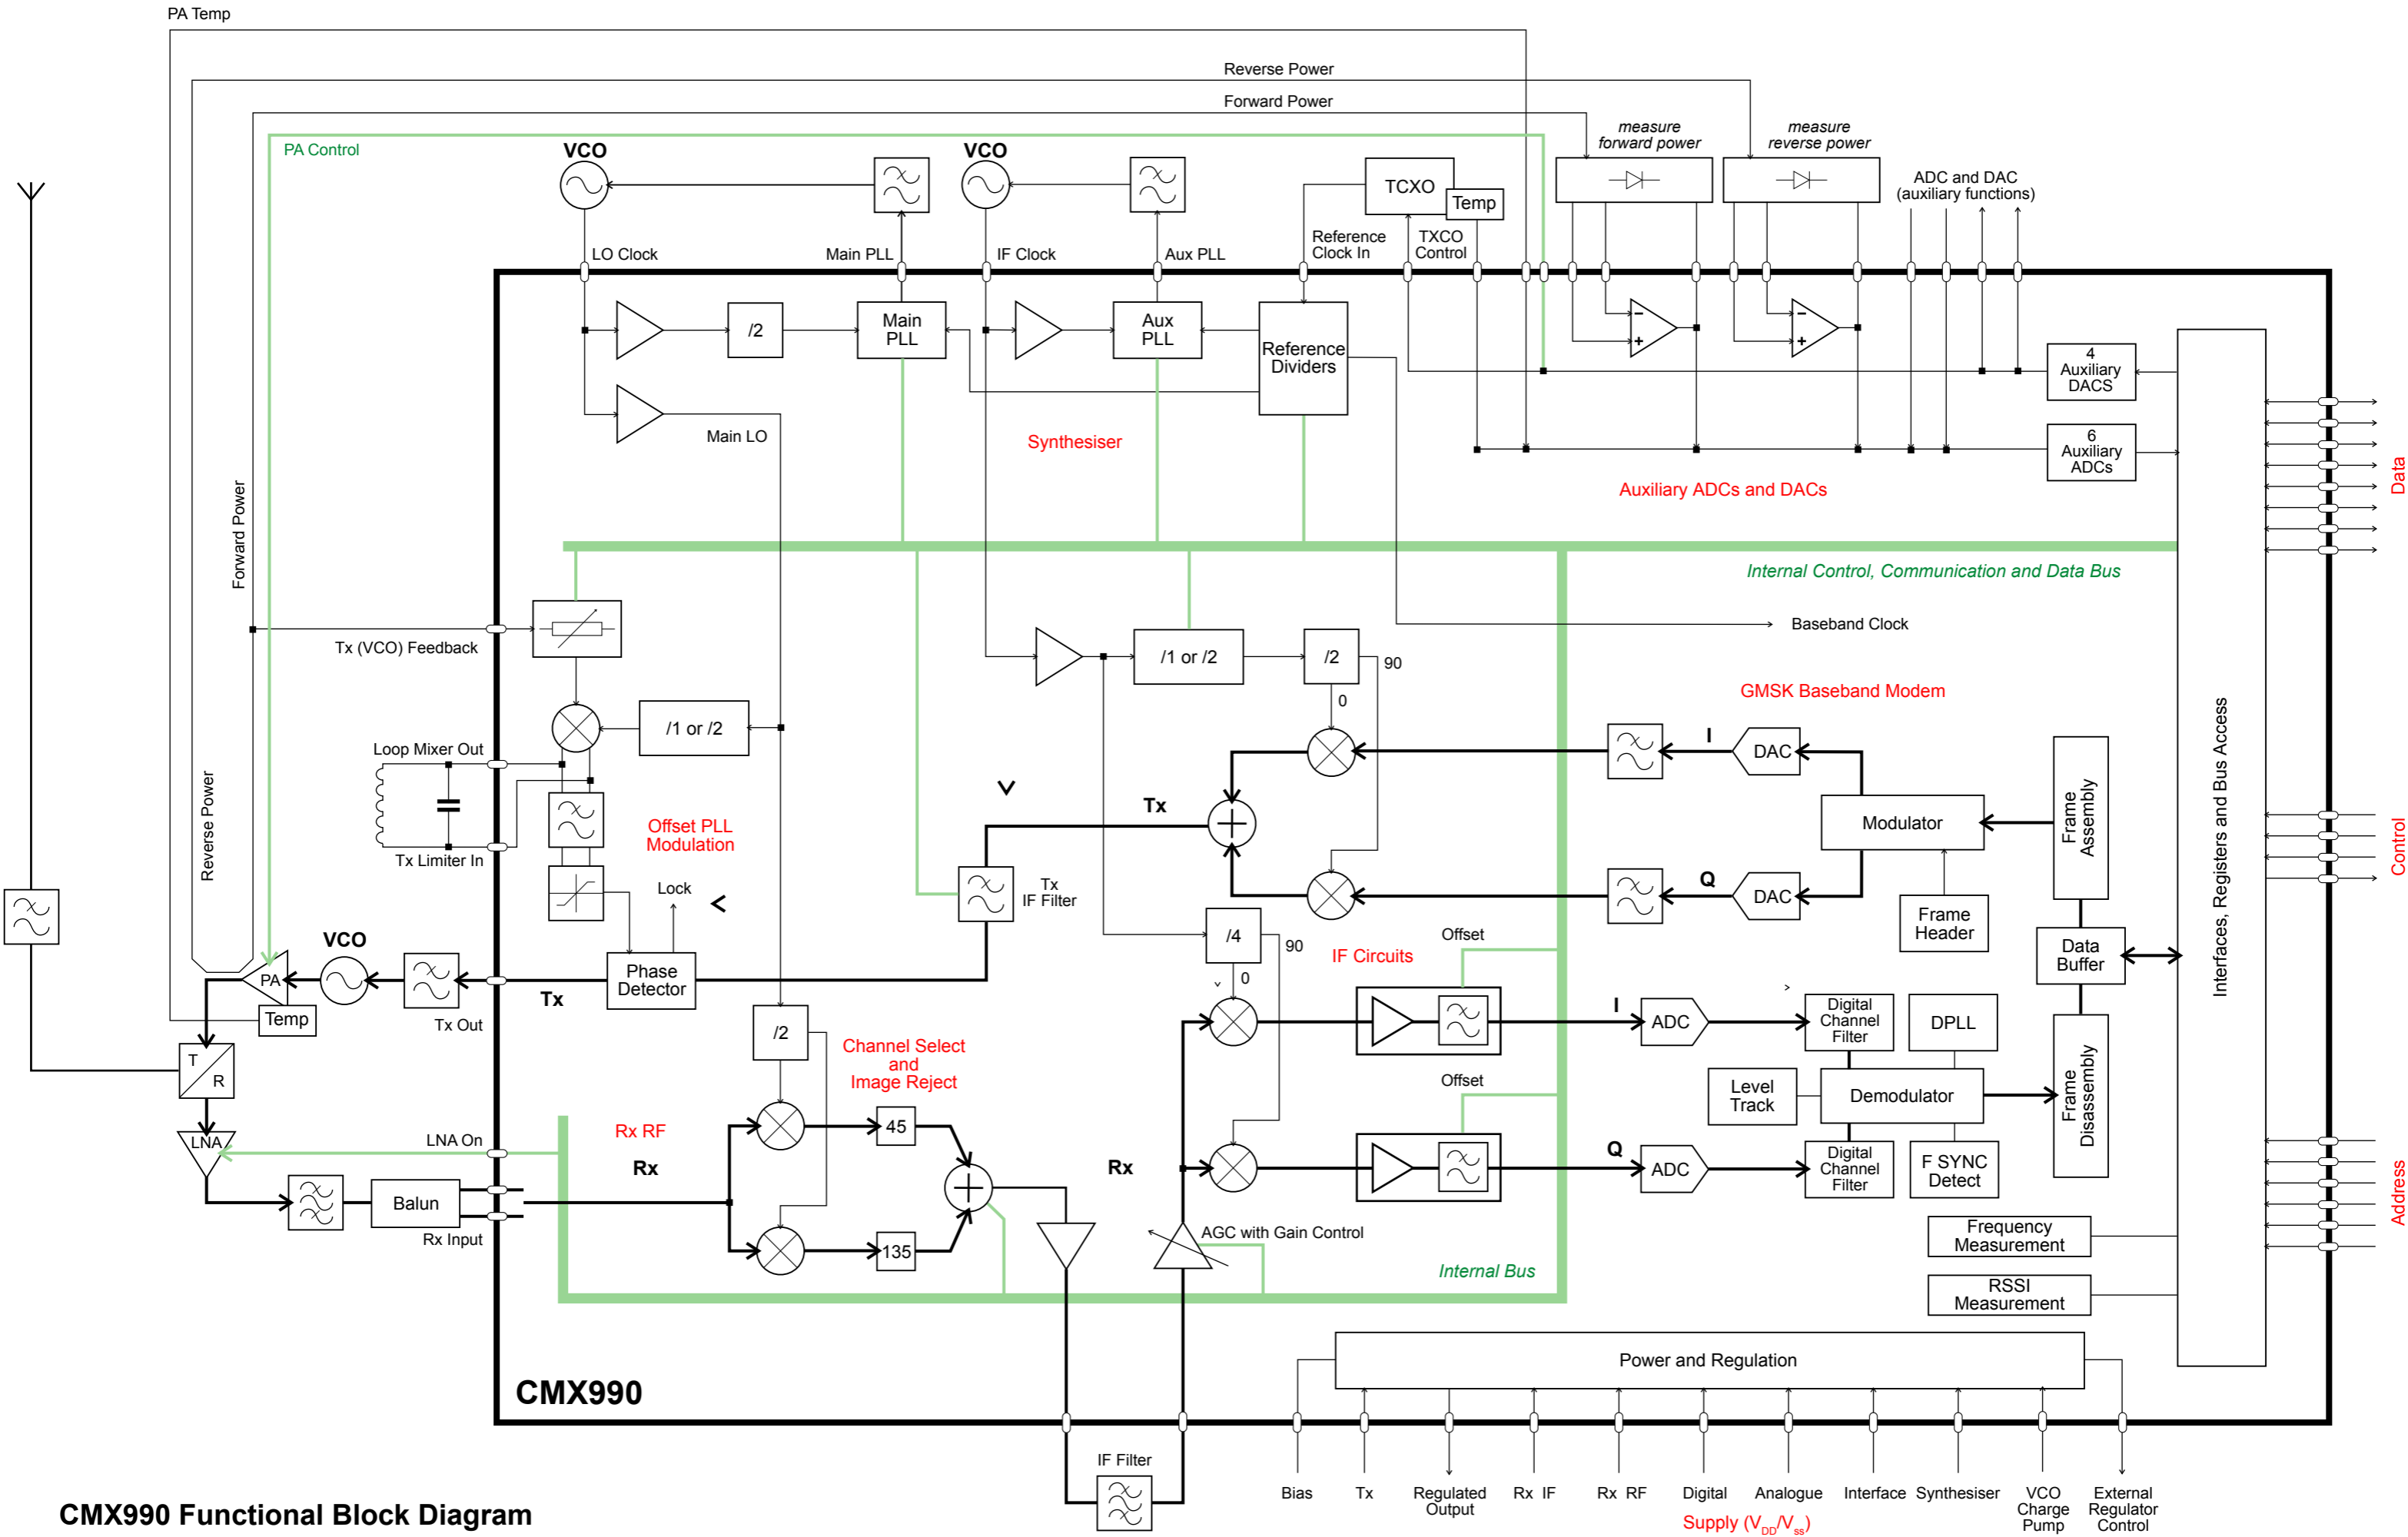 PA Temp
Reverse Power
Forward Power
PA Control
VCO
VCO
TCXO
Temp
measure
forward power
measure
reverse power
ADC and DAC
(auxiliary functions)
LO Clock
Main PLL
IF Clock
Aux PLL
Reference
Clock In
TXCO
Control
/2
Main
PLL
Aux
PLL
Reference
Dividers
4
Auxiliary
DACS
Main LO
Synthesiser
6
Auxiliary
ADCs
Auxiliary ADCs and DACs
Data
Forward Power
Internal Control, Communication and Data Bus
Tx (VCO) Feedback
Baseband Clock
/1 or /2
/2
90
0
GMSK Baseband Modem
Interfaces, Registers and Bus Access
/1 or /2
Loop Mixer Out
I
DAC
Frame
Assembly
Reverse Power
Tx
Offset PLL
Modulation
Modulator
Control
Tx Limiter In
Lock
Tx
IF Filter
Q
DAC
Frame
Header
/4
90
0
Offset
IF Circuits
Data
Buffer
VCO
PA
Temp
Tx Out
Tx
Phase
Detector
I
ADC
Digital
Channel
Filter
DPLL
T
R
/2
Channel Select
and
Image Reject
Offset
Level
Track
Demodulator
Frame
Disassembly
LNA
LNA On
Rx RF
Rx
45
Rx
Q
ADC
Digital
Channel
Filter
F SYNC
Detect
Address
Balun
Rx Input
135
AGC with Gain Control
Frequency
Measurement
Internal Bus
RSSI
Measurement
Power and Regulation
CMX990
IF Filter
Bias
Tx
Regulated
Output
Rx IF
Rx RF
Digital
Analogue
Interface
Synthesiser
VCO
Charge
Pump
External
Regulator
Control
Supply (VDD/Vss)
CMX990 Functional Block Diagram